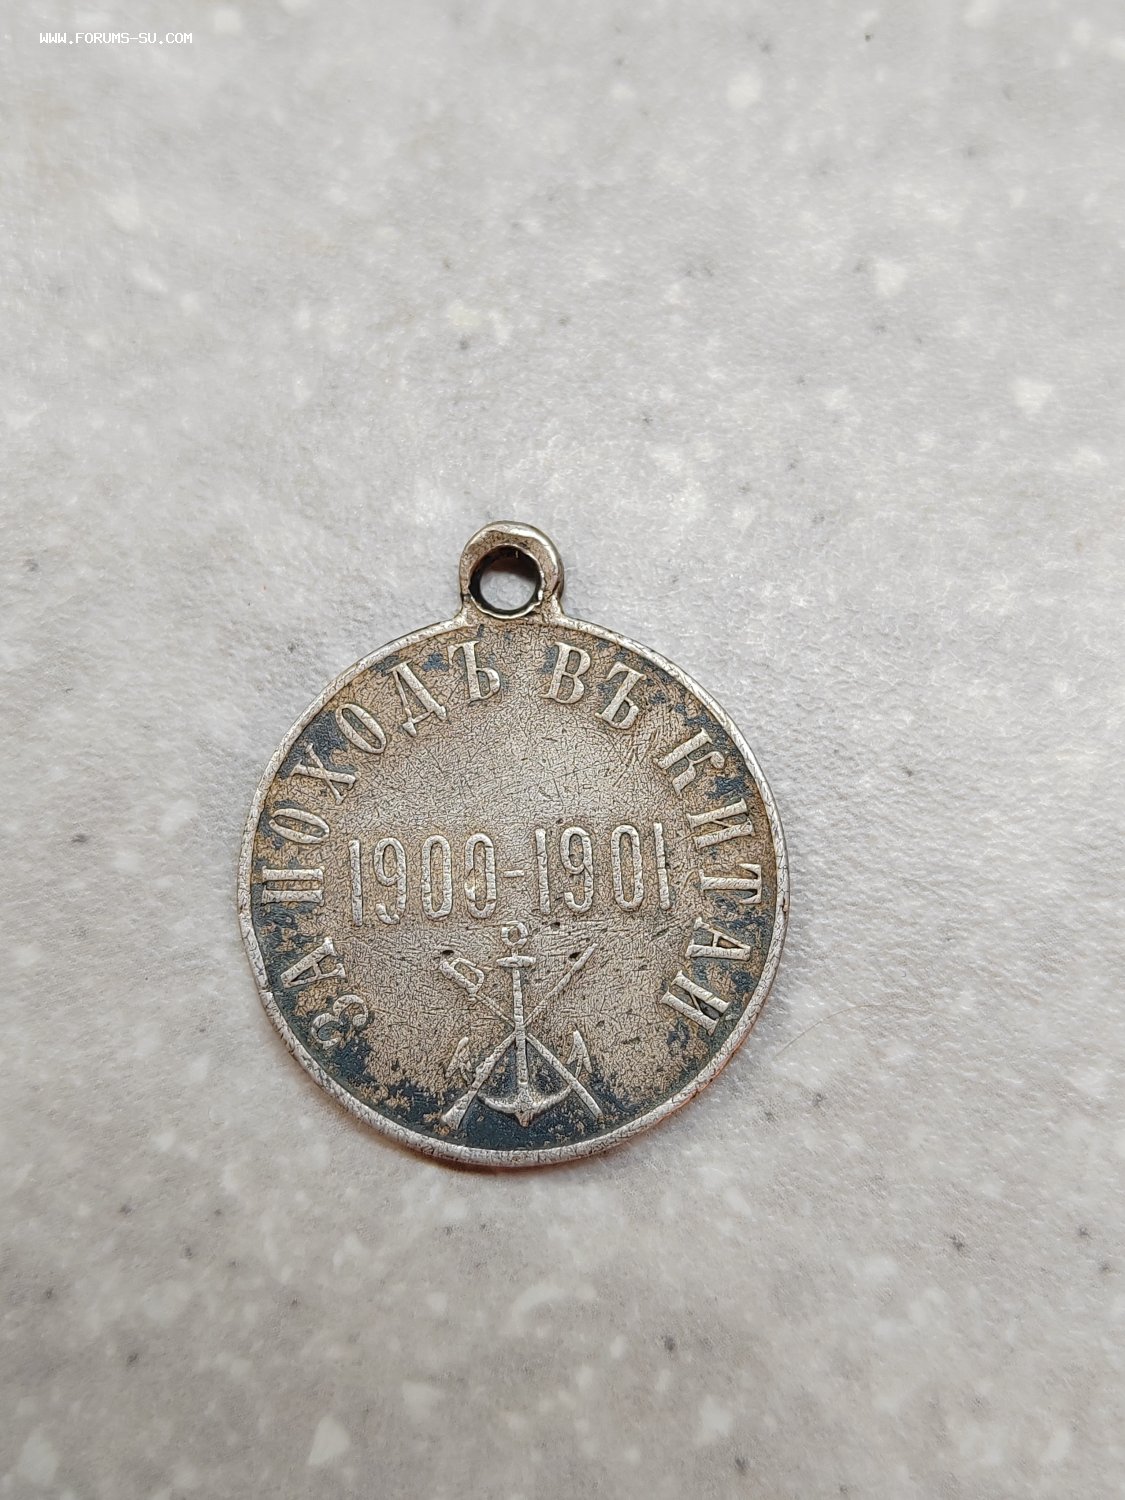 WWW.FORUMS-SU.COM
ЗА ПОХОДЪ ВЪ КИТАЙ
1900-1901